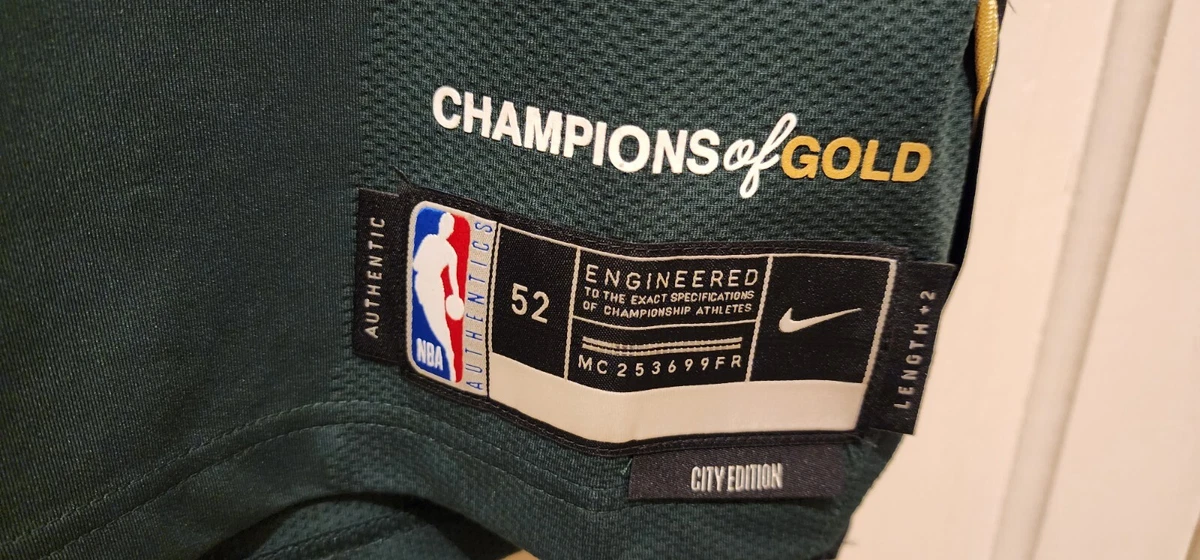 CHAMPIONS of GOLD
AUTHENTIC
NBA
AUTHENTICS
52
ENGINEERED
TO THE EXACT SPECIFICATIONS
OF CHAMPIONSHIP ATHLETES
MC253699FR
LENGTH+2
CITY EDITION